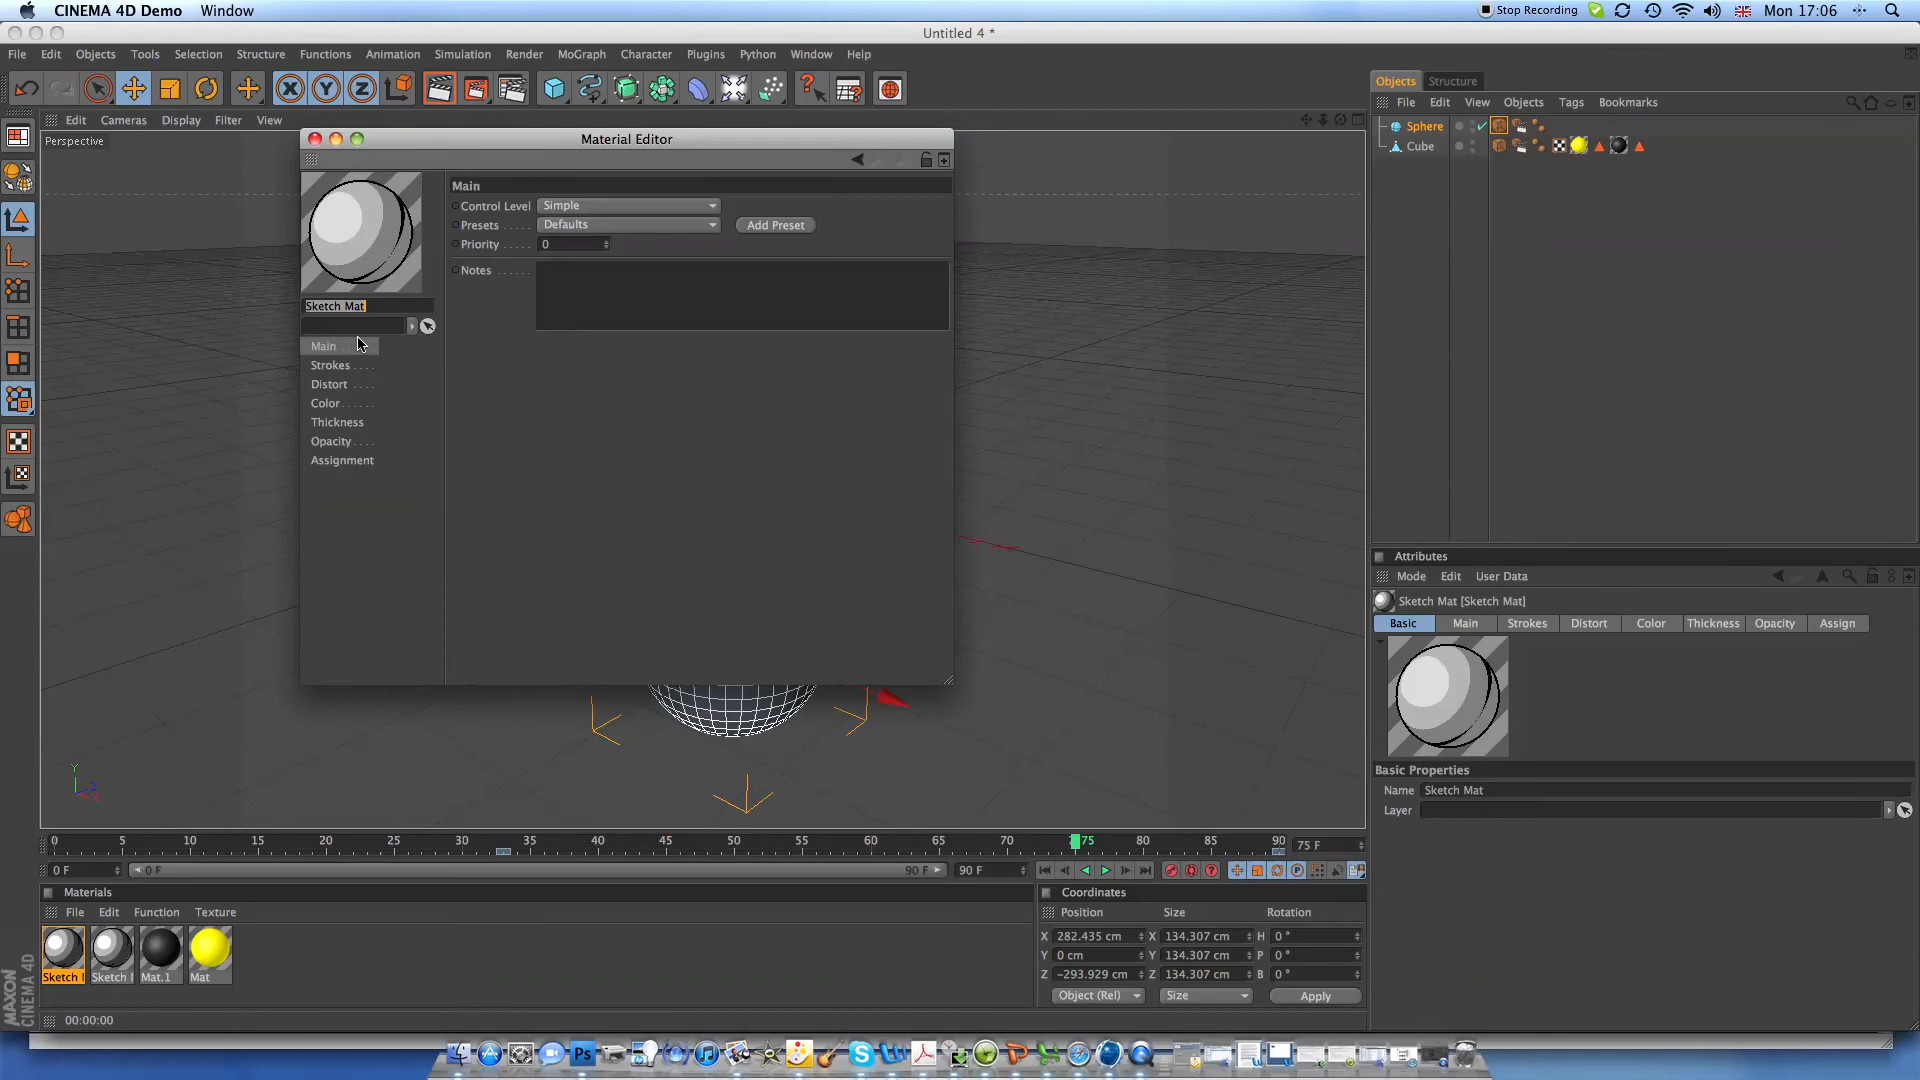 CINEMA 4D Demo Window Stop Recording Mon 17:06
Untitled 4 *
File Edit Objects Tools Selection Structure Functions Animation Simulation Render MoGraph Character Plugins Python Window Help
Objects Structure
File Edit View Objects Tags Bookmarks
Edit Cameras Display Filter View
Perspective
Sphere
Cube
Material Editor
Main
Control Level Simple
Presets Defaults Add Preset
Priority 0
Notes
Sketch Mat
Main
Strokes
Distort
Color
Thickness
Opacity
Assignment
Attributes
Mode Edit User Data
Sketch Mat [Sketch Mat]
Basic Main Strokes Distort Color Thickness Opacity Assign
Basic Properties
Name Sketch Mat
Layer
Y
X
0 5 10 15 20 25 30 35 40 45 50 55 60 65 70 75 80 85 90 75 F
0 F 0 F 90 F 90 F
Materials
File Edit Function Texture
Sketch Sketch Mat.1 Mat
Coordinates
Position Size Rotation
X 282.435 cm X 134.307 cm H 0 °
Y 0 cm Y 134.307 cm P 0 °
Z -293.929 cm Z 134.307 cm B 0 °
Object (Rel) Size Apply
MAXON
CINEMA 4D
00:00:00